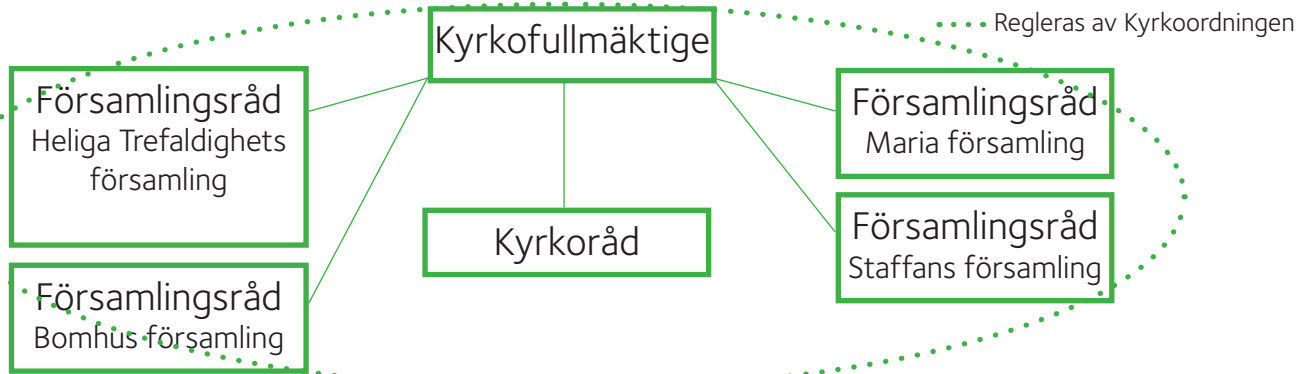 Kyrkofullmäktige
Regleras av Kyrkoordningen
Församlingsråd
Heliga Trefaldighets
församling
Församlingsråd
Maria församling
Kyrkoråd
Församlingsråd
Staffans församling
Församlingsråd
Bomhus församling